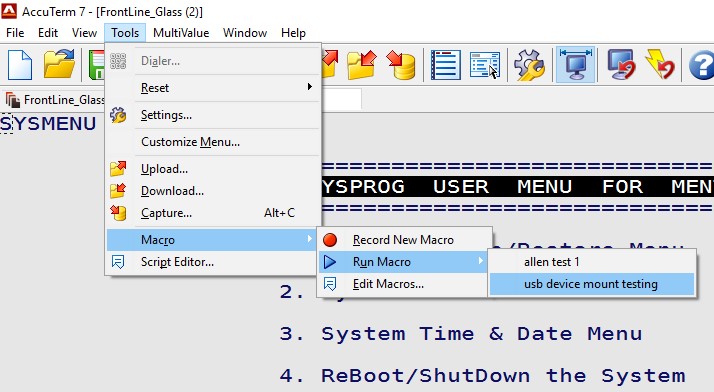 AccuTerm 7 - [FrontLine_Glass (2)]
File Edit View Tools MultiValue Window Help
Dialer...
Reset
FrontLine_Glass
Settings...
SYSMENU
Customize Menu...
Upload...
Download...
YSPROG USER MENU FOR MEN
Capture... Alt+C
Macro
Record New Macro
/Restore Menu
Script Editor...
Run Macro
allen test 1
2.
Edit Macros...
usb device mount testing
3. System Time & Date Menu
4. ReBoot/ShutDown the System